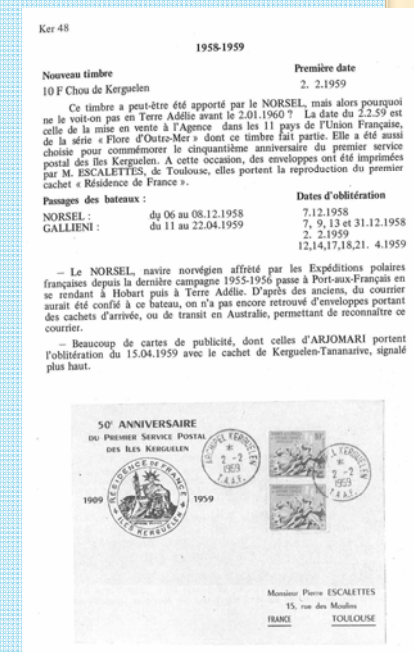 Ker 48
1958-1959
Nouveau timbre
Première date
10 F Chou de Kerguelen
2. 2.1959
Ce timbre a peut-être été apporté par le NORSEL, mais alors pourquoi
ne le voit-on pas en Terre Adélie avant le 2.01.1960 ? La date du 2.2.59 est
celle de la mise en vente à l'Agence dans les 11 pays de l'Union Française,
de la série « Flore d'Outre-Mer » dont ce timbre fait partie. Elle a été aussi
choisie pour commémorer le cinquantième anniversaire du premier service
postal des îles Kerguelen. A cette occasion, des enveloppes ont été imprimées
par M. ESCALETTES, de Toulouse, elles portent la reproduction du premier
cachet « Résidence de France ».
Passages des bateaux :
Dates d'oblitération
NORSEL : du 06 au 08.12.1958 7.12.1958
GALLIENI : du 11 au 22.04.1959 7, 9, 13 et 31.12.1958
2. 2.1959
12,14,17,18,21. 4.1959
— Le NORSEL, navire norvégien affrété par les Expéditions polaires
françaises depuis la dernière campagne 1955-1956 passe à Port-aux-Français en
se rendant à Hobart puis à Terre Adélie. D'après des anciens, du courrier
aurait été confié à ce bateau, on n'a pas encore retrouvé d'enveloppes portant
des cachets d'arrivée, ou de transit en Australie, permettant de reconnaître ce
courrier.
— Beaucoup de cartes de publicité, dont celles d'ARJOMARI portent
l'oblitération du 15.04.1959 avec le cachet de Kerguelen-Tananarive, signalé
plus haut.
50e ANNIVERSAIRE
DU PREMIER SERVICE POSTAL
DES ILES KERGUELEN
1909
RESIDENCE DE FRANCE
ILES KERGUELEN
1959
ARCHIPEL KERGUELEN
2 -2
1959
T.A.A.F.
KERGUELEN
2 -2
1959
T.A.A.F.
Monsieur Pierre ESCALETTES
15, rue des Moulins
FRANCE TOULOUSE